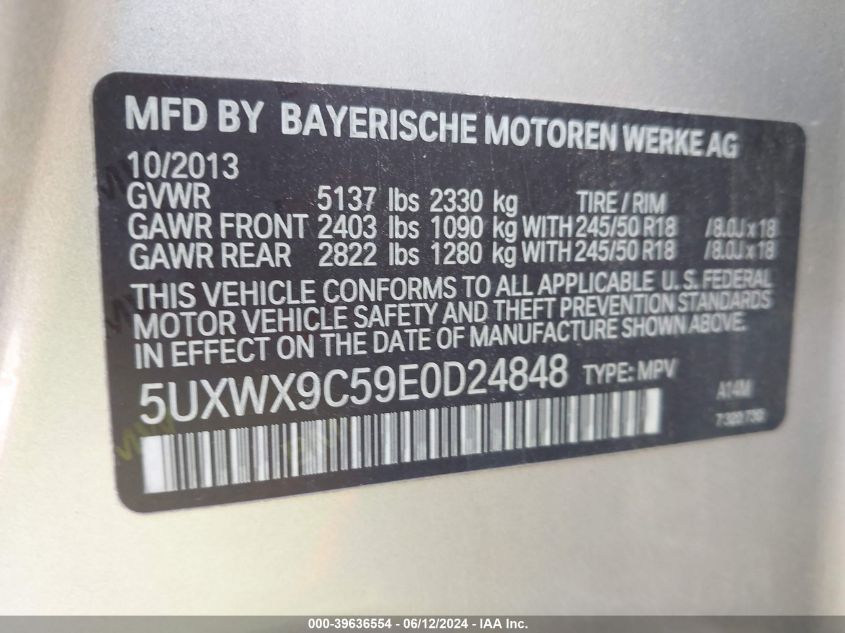 MFD BY BAYERISCHE MOTOREN WERKE AG
10/2013
GVWR 5137 lbs 2330 kg TIRE / RIM
GAWR FRONT 2403 lbs 1090 kg WITH 245/50 R18 /8.0J x 18
GAWR REAR 2822 lbs 1280 kg WITH 245/50 R18 /8.0J x 18
THIS VEHICLE CONFORMS TO ALL APPLICABLE U. S. FEDERAL
MOTOR VEHICLE SAFETY AND THEFT PREVENTION STANDARDS
IN EFFECT ON THE DATE OF MANUFACTURE SHOWN ABOVE.
5UXWX9C59E0D24848 TYPE: MPV
A14M
000-39636554 - 06/12/2024 - IAA Inc.